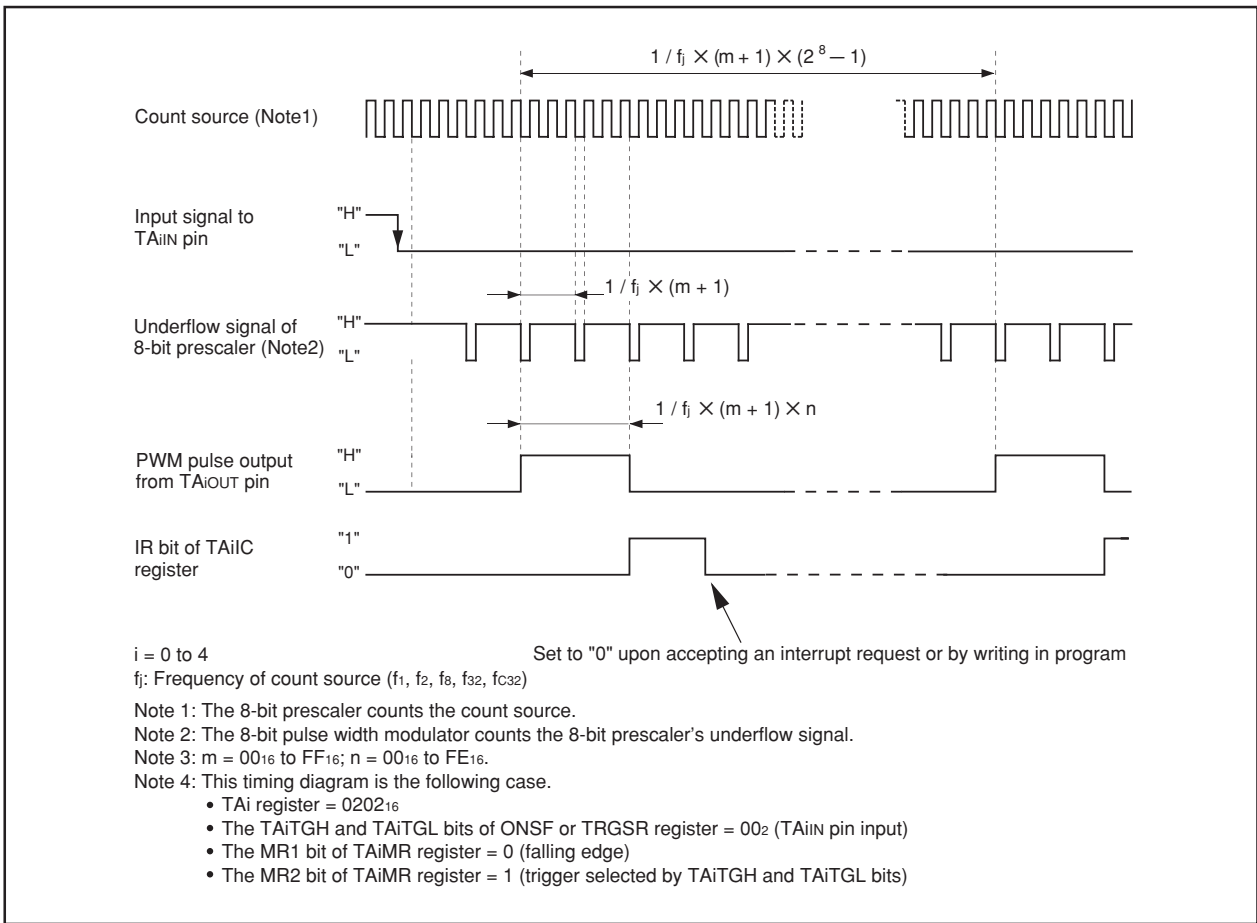 1 / fj × (m + 1) × (2⁸ — 1)
Count source (Note1)
Input signal to
TAiIN pin
"H"
"L"
1 / fj × (m + 1)
Underflow signal of
8-bit prescaler (Note2)
"H"
"L"
1 / fj × (m + 1) × n
PWM pulse output
from TAiOUT pin
"H"
"L"
IR bit of TAiIC
register
"1"
"0"
Set to "0" upon accepting an interrupt request or by writing in program
i = 0 to 4
fj: Frequency of count source (f1, f2, f8, f32, fC32)
Note 1: The 8-bit prescaler counts the count source.
Note 2: The 8-bit pulse width modulator counts the 8-bit prescaler's underflow signal.
Note 3: m = 0016 to FF16; n = 0016 to FE16.
Note 4: This timing diagram is the following case.
• TAi register = 020216
• The TAiTGH and TAiTGL bits of ONSF or TRGSR register = 002 (TAiIN pin input)
• The MR1 bit of TAiMR register = 0 (falling edge)
• The MR2 bit of TAiMR register = 1 (trigger selected by TAiTGH and TAiTGL bits)